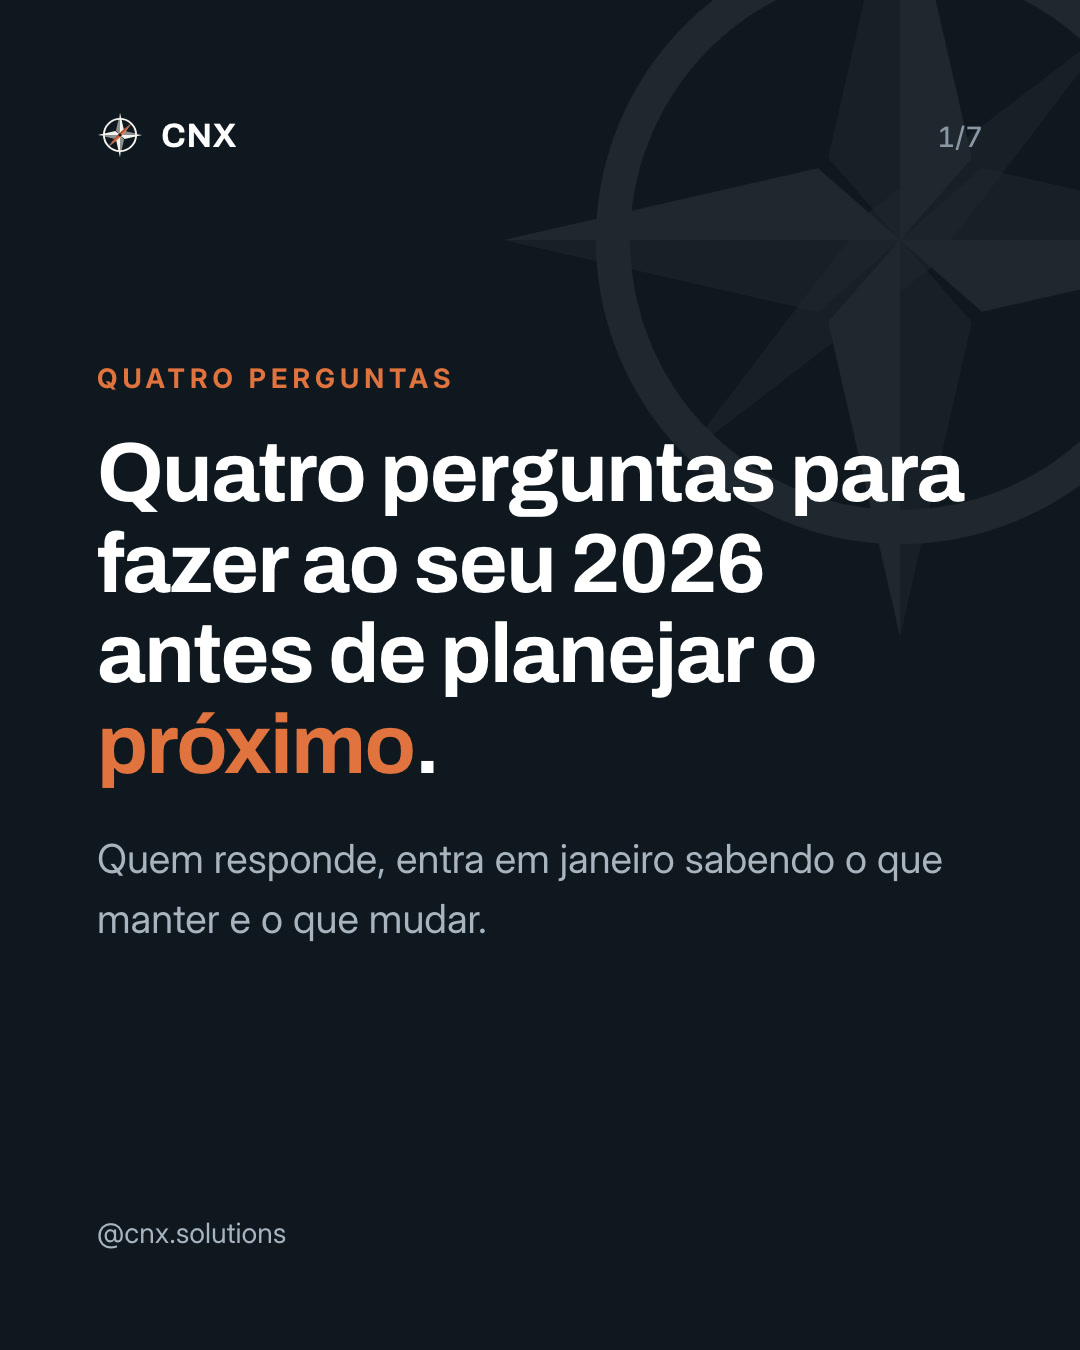 CNX
1/7
QUATRO PERGUNTAS
Quatro perguntas para
fazer ao seu 2026
antes de planejar o
próximo.
Quem responde, entra em janeiro sabendo o que
manter e o que mudar.
@cnx.solutions